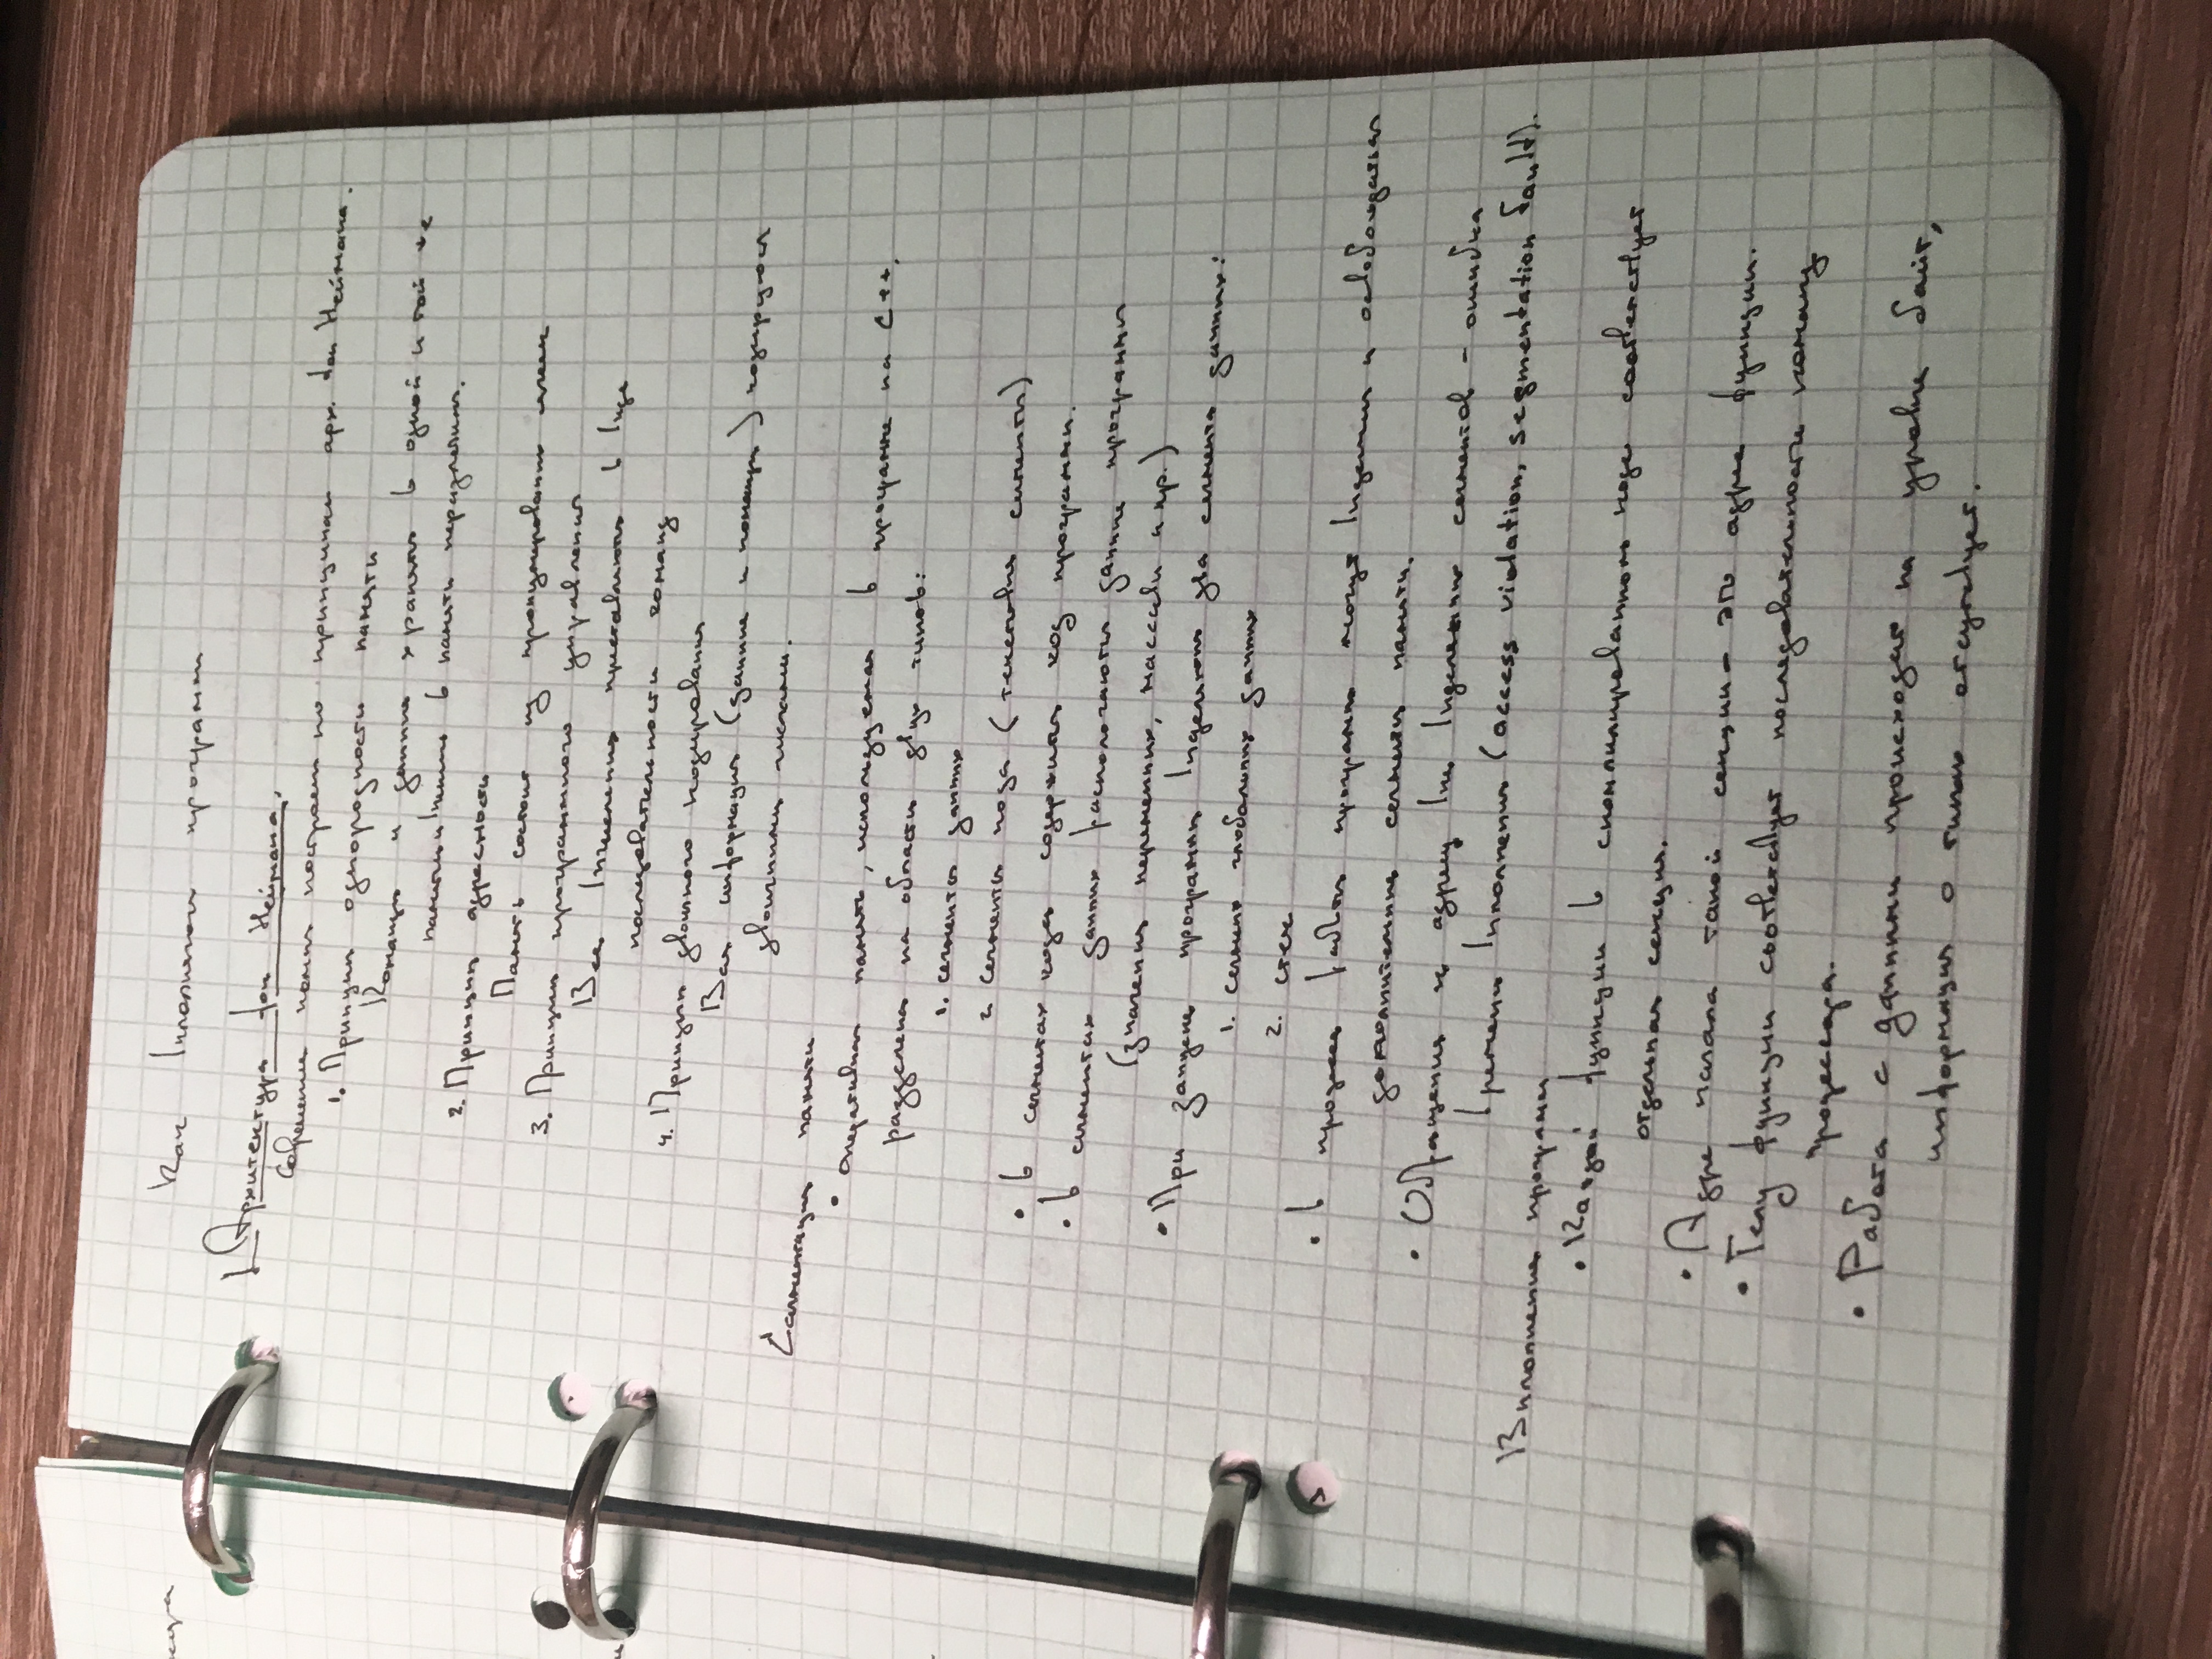 Как выполняются программы
Архитектура фон Неймана.
Современные компы построены по принципам арх. фон Неймана.
1. Принцип однородности памяти
Команды и данные хранятся в одной и той же
памяти и внешне в памяти неразличимы.
2. Принцип адресности
Память состоит из пронумерованных ячеек
3. Принцип программного управления
Все вычисления представляются в виде
последовательности команд
4. Принцип двоичного кодирования
Вся информация (данные и команды) кодируются
двоичными числами.
Сегментация памяти
• оперативная память, используемая в программе на C++,
разделена на области двух типов:
1. сегменты данных
2. сегменты кода (текстовые сегменты)
• в сегментах кода содержится код программы.
• в сегментах данных располагаются данные программы
(значения переменных, массивы и пр.)
• При запуске программы выделяются два сегмента данных:
1. сегмент глобальных данных
2. стек
• в процессе работы программы могут выделяться и освобождаться
дополнительные сегменты памяти.
• Обращения к адресу вне выделенных сегментов - ошибка
времени выполнения (access violation, segmentation fault).
Выполнение программы
• Каждой функции в скомпилированном коде соответствует
отдельная секция.
• Адрес начала такой секции - это адрес функции.
• Телу функции соответствует последовательности команд
процессора.
• Работа с данными происходит на уровне байт,
информация о типах отсутствует.